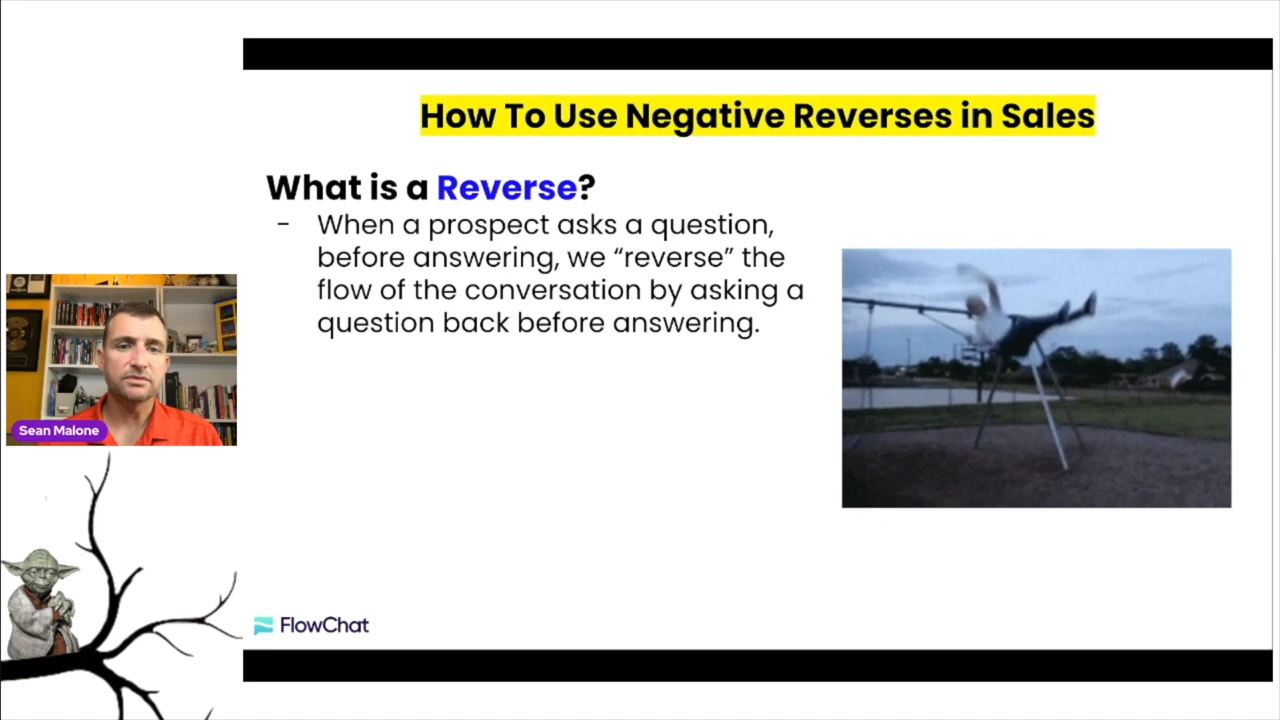 How To Use Negative Reverses in Sales
What is a Reverse?
- When a prospect asks a question,
before answering, we “reverse” the
flow of the conversation by asking a
question back before answering.
Sean Malone
FlowChat